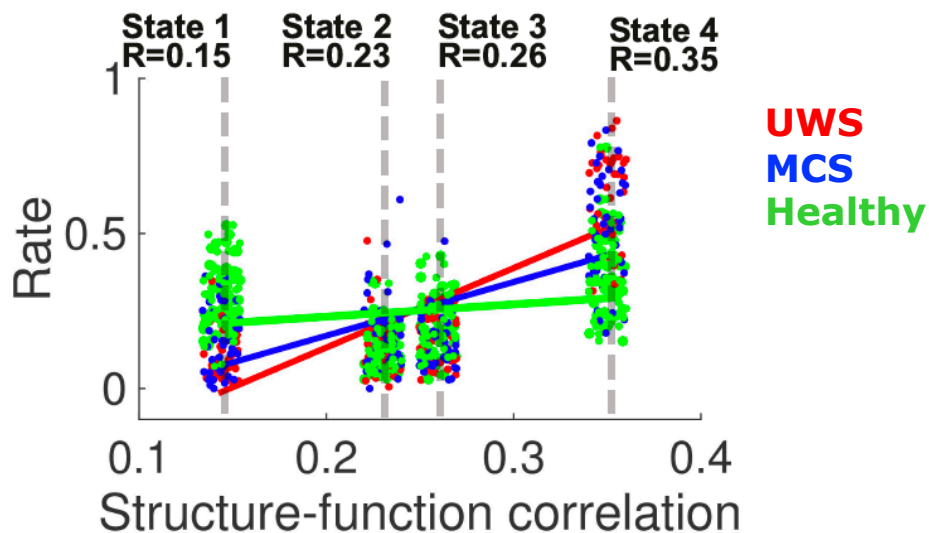 State 1 State 2 State 3 State 4
R=0.15 R=0.23 R=0.26 R=0.35
1
0.5
0
Rate
0.1 0.2 0.3 0.4
Structure-function correlation
UWS
MCS
Healthy